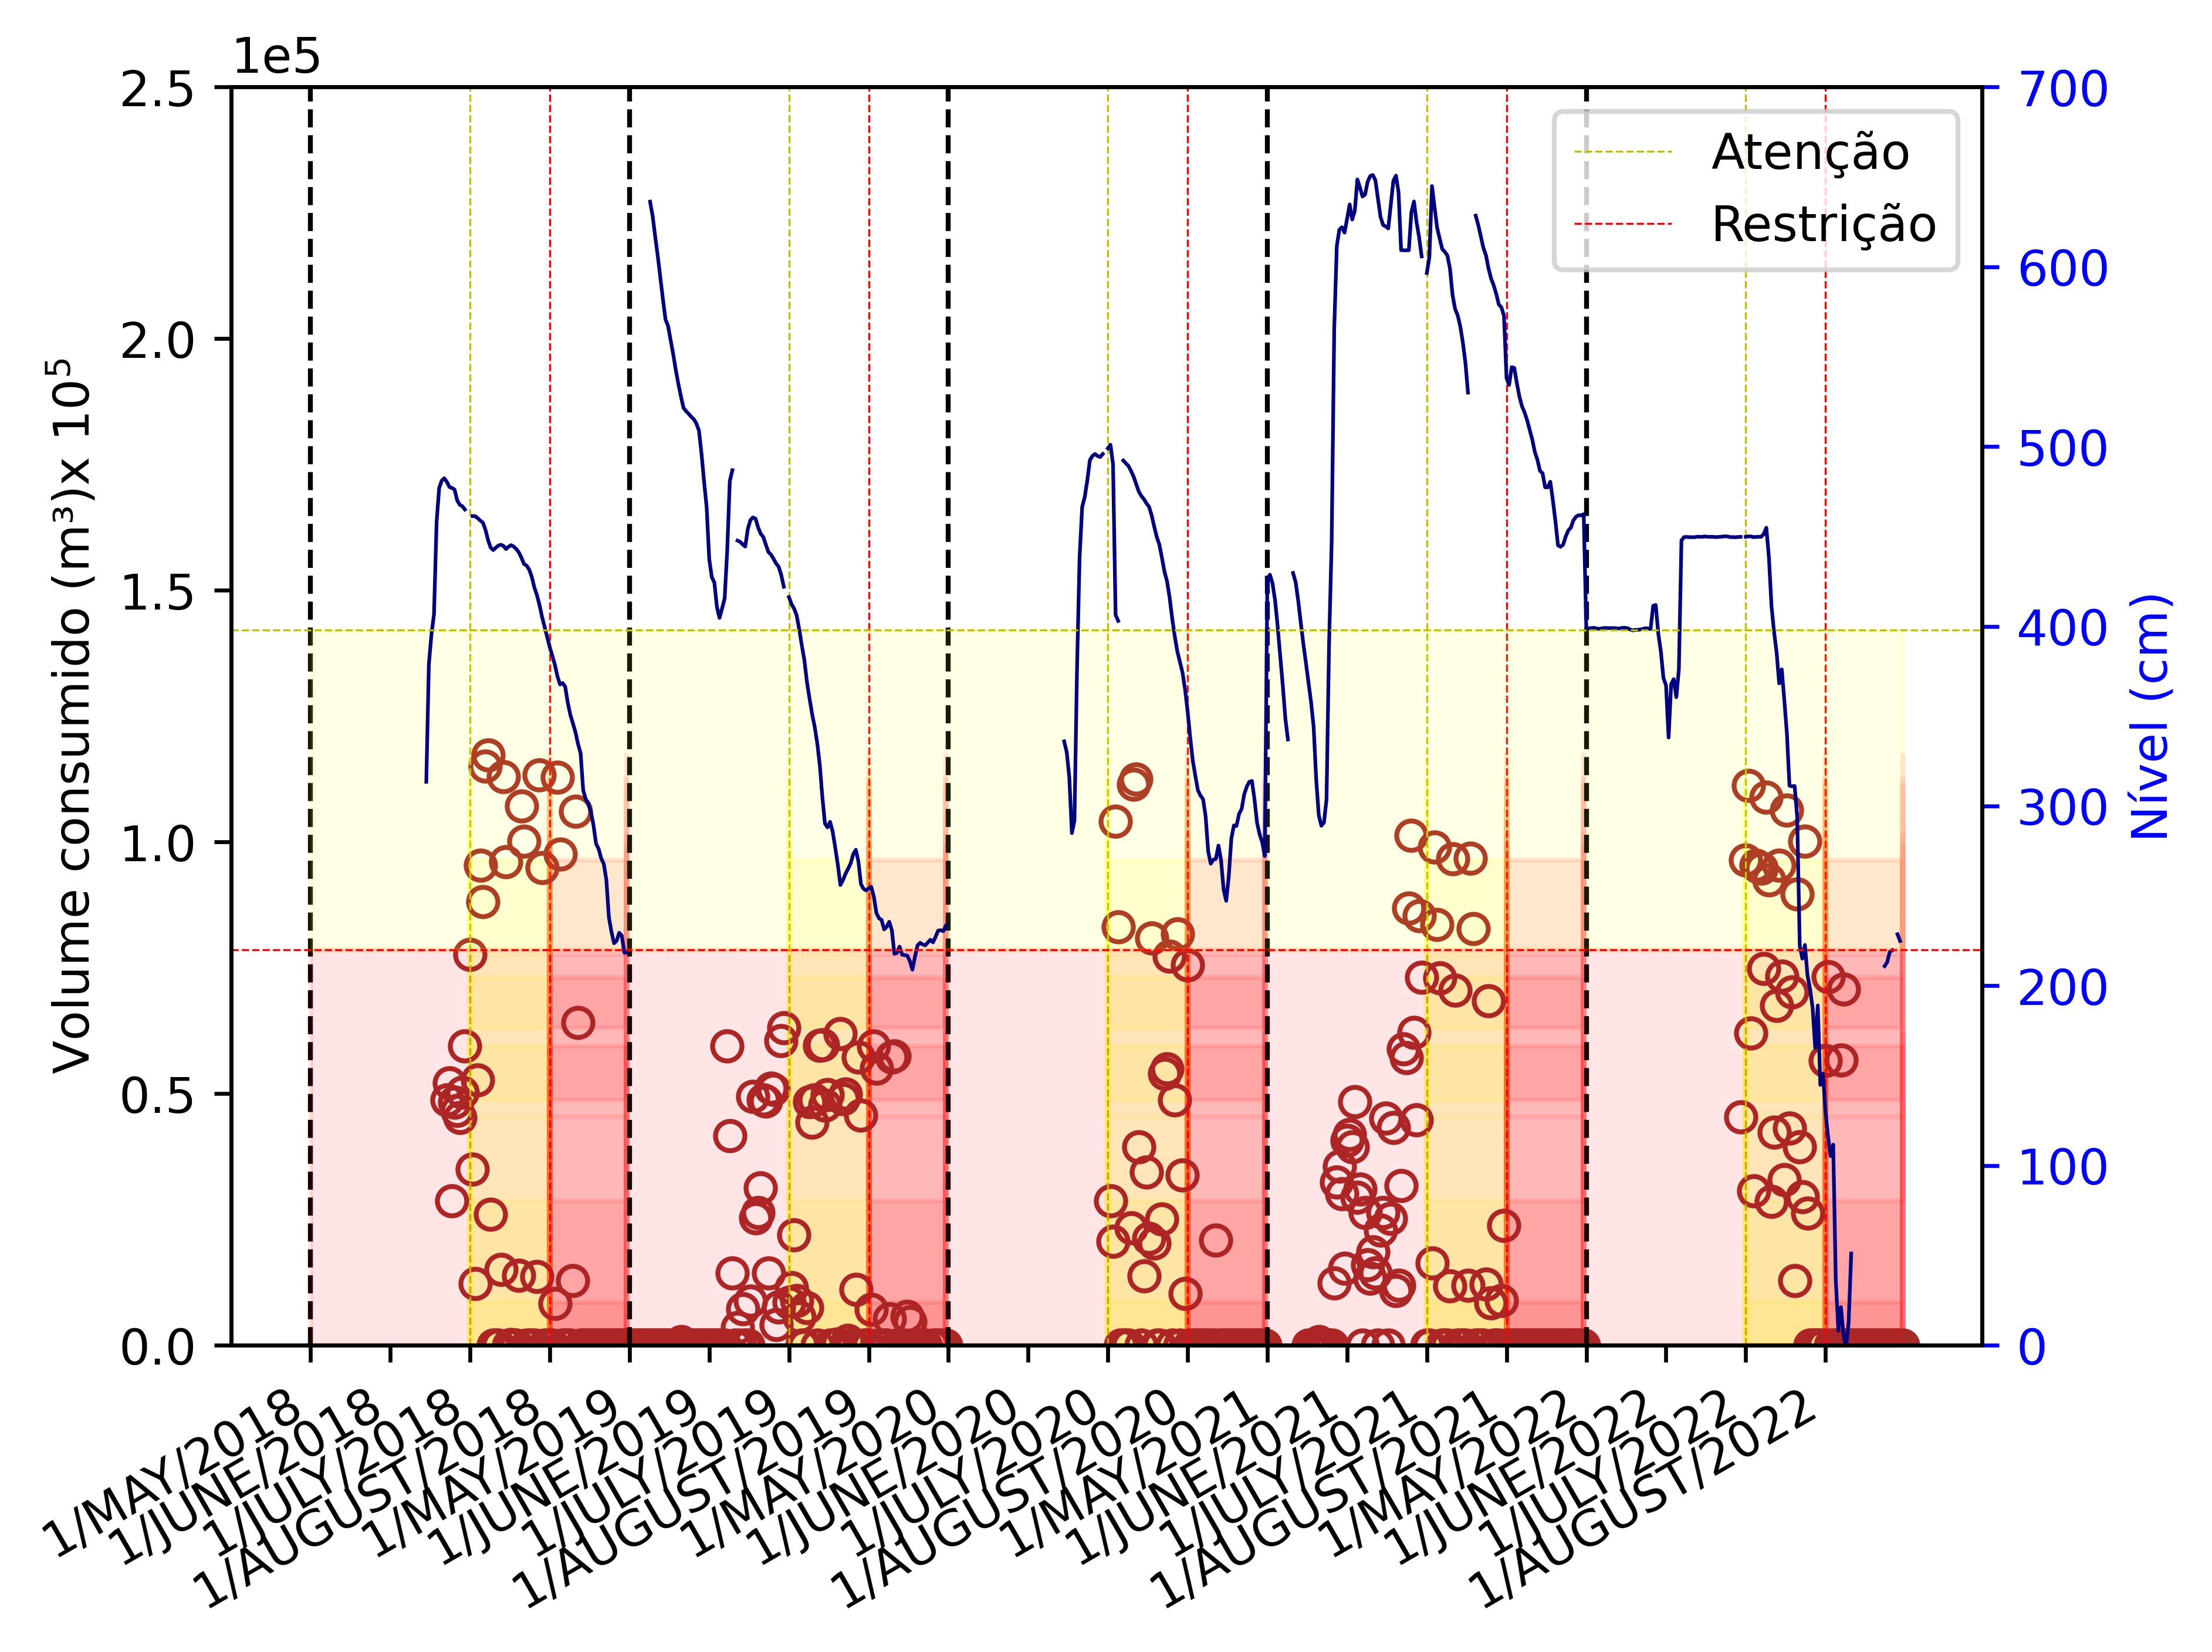 1e5
2.5
2.0
1.5
1.0
0.5
0.0
Volume consumido (m³)x 10⁵
Atenção
Restrição
700
600
500
400
300
200
100
0
Nível (cm)
1/MAY/2018
1/JUNE/2018
1/JULY/2018
1/AUGUST/2018
1/MAY/2019
1/JUNE/2019
1/JULY/2019
1/AUGUST/2019
1/MAY/2020
1/JUNE/2020
1/JULY/2020
1/AUGUST/2020
1/MAY/2021
1/JUNE/2021
1/JULY/2021
1/AUGUST/2021
1/MAY/2022
1/JUNE/2022
1/JULY/2022
1/AUGUST/2022